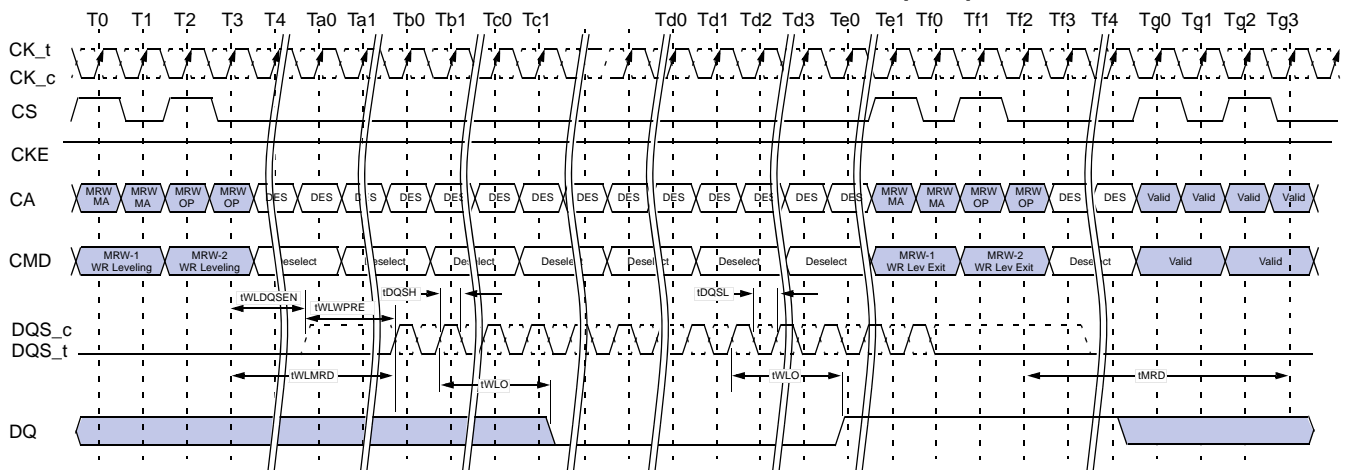 T0 T1 T2 T3 T4 Ta0 Ta1 Tb0 Tb1 Tc0 Tc1 Td0 Td1 Td2 Td3 Te0 Te1 Tf0 Tf1 Tf2 Tf3 Tf4 Tg0 Tg1 Tg2 Tg3
CK_t
CK_c
CS
CKE
CA
MRW MRW MRW MRW DES DES DES DES DES DES DES DES DES DES DES DES DES DES MRW MRW MRW MRW DES DES Valid Valid Valid Valid
MA MA OP OP MA MA OP OP
CMD
MRW-1 MRW-2 Deselect Deselect Deselect Deselect Deselect Deselect Deselect MRW-1 MRW-2 Deselect Valid Valid
WR Leveling WR Leveling WR Lev Exit WR Lev Exit
tDQSH tDQSL
tWLDQSEN tWLWPRE
DQS_c
DQS_t
tWLMRD tWLO tWLO tMRD
DQ